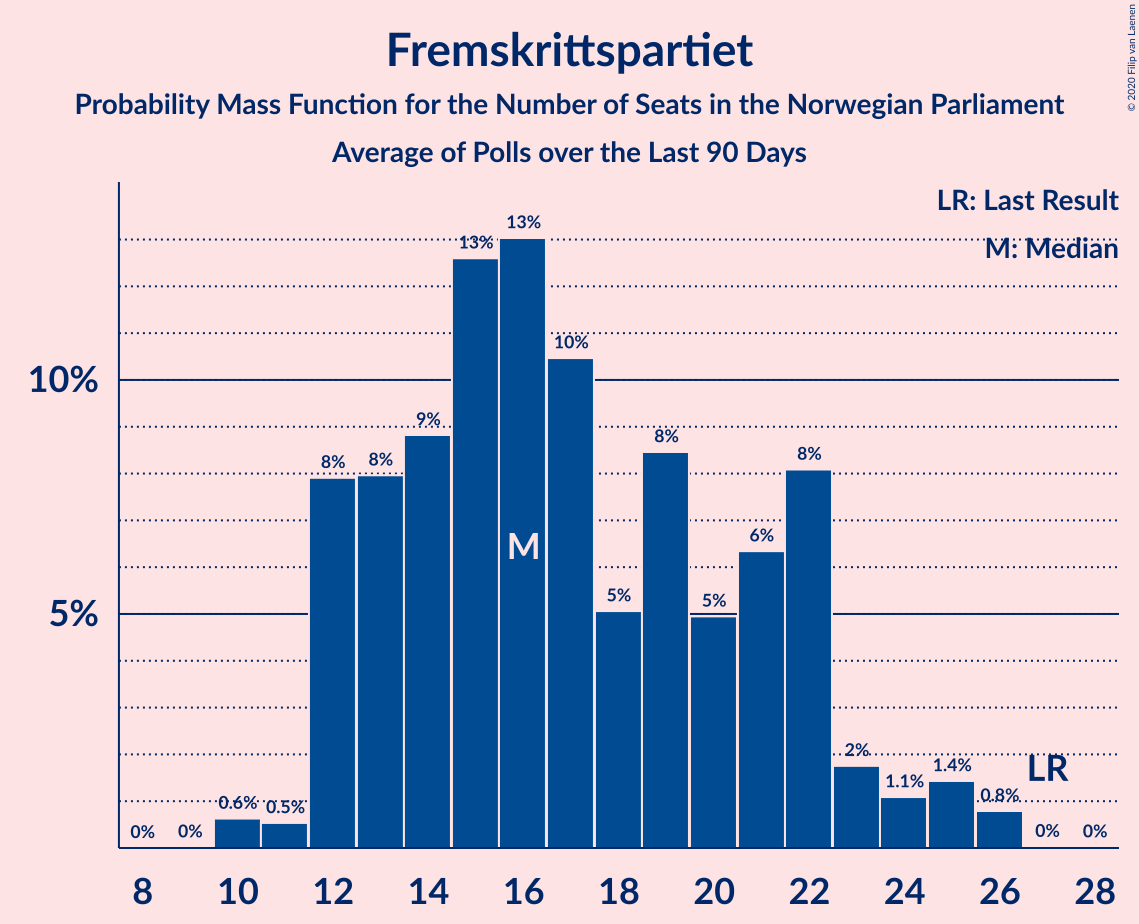 Fremskrittspartiet
Probability Mass Function for the Number of Seats in the Norwegian Parliament
Average of Polls over the Last 90 Days
© 2020 Filip van Laenen
LR: Last Result
M: Median
10%
5%
0%
0%
0.6%
0.5%
8%
8%
9%
13%
13%
10%
5%
8%
5%
6%
8%
2%
1.1%
1.4%
0.8%
0%
0%
M
LR
8 10 12 14 16 18 20 22 24 26 28